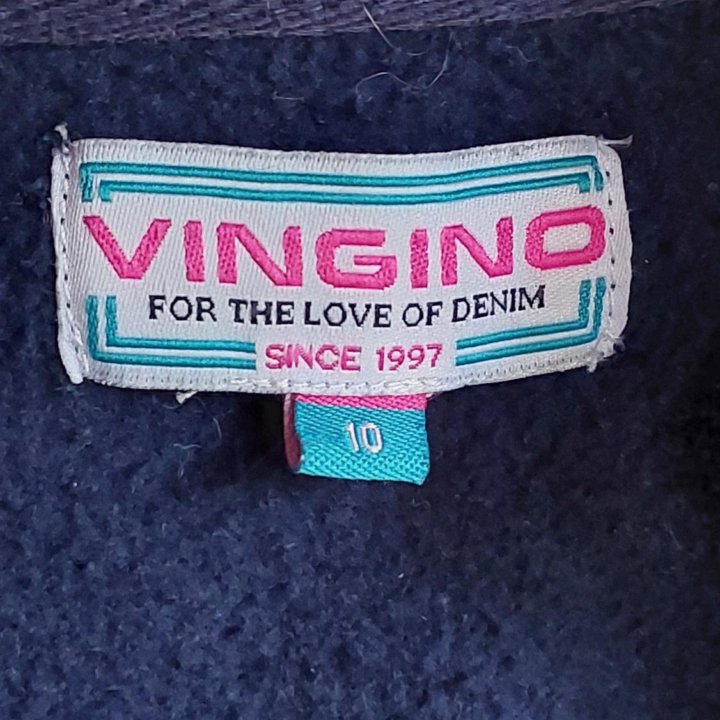 VINGINO
FOR THE LOVE OF DENIM
SINCE 1997
10